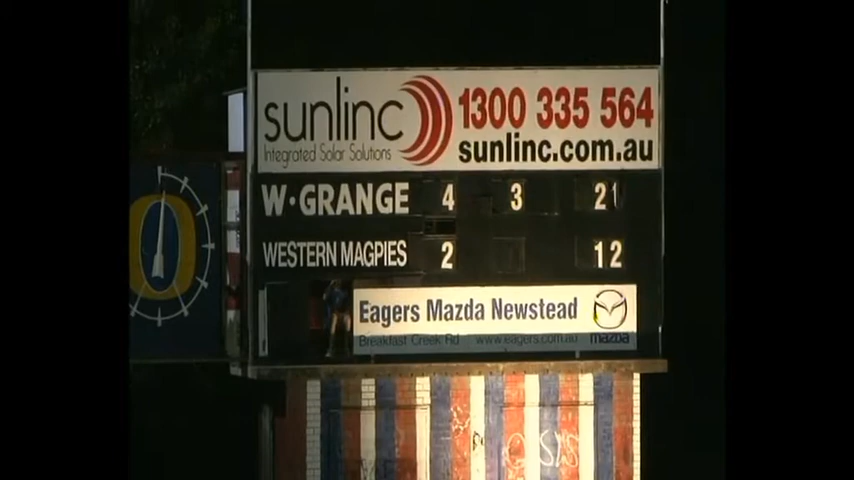 sunlinc
Integrated Solar Solutions
1300 335 564
sunlinc.com.au
W·GRANGE 4 3 21
WESTERN MAGPIES 2 12
Eagers Mazda Newstead
Breakfast Creek Rd www.eagers.com.au mazda